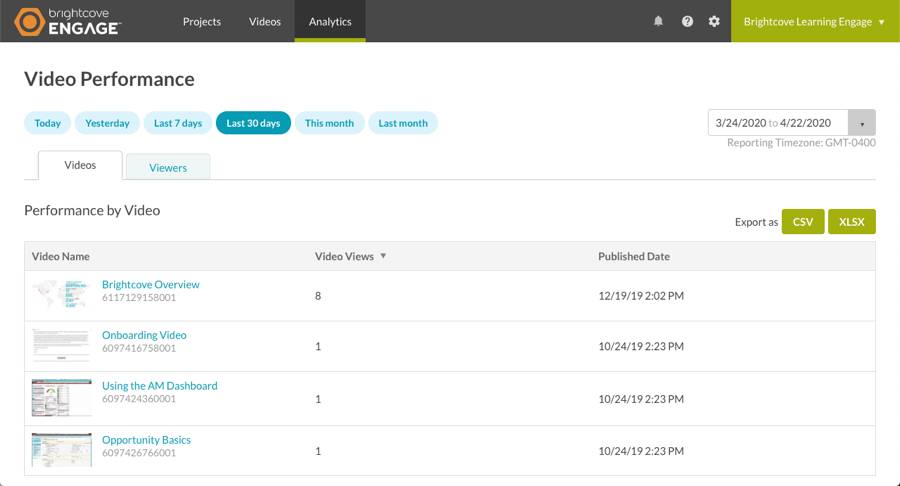 brightcove
ENGAGE™
Projects Videos Analytics
Brightcove Learning Engage ▼
Video Performance
Today Yesterday Last 7 days Last 30 days This month Last month
3/24/2020 to 4/22/2020
Reporting Timezone: GMT-0400
Videos Viewers
Performance by Video
Export as CSV XLSX
Video Name Video Views ▼ Published Date
Brightcove Overview
6117129158001
8 12/19/19 2:02 PM
Onboarding Video
6097416758001
1 10/24/19 2:23 PM
Using the AM Dashboard
6097424360001
1 10/24/19 2:23 PM
Opportunity Basics
6097426766001
1 10/24/19 2:23 PM